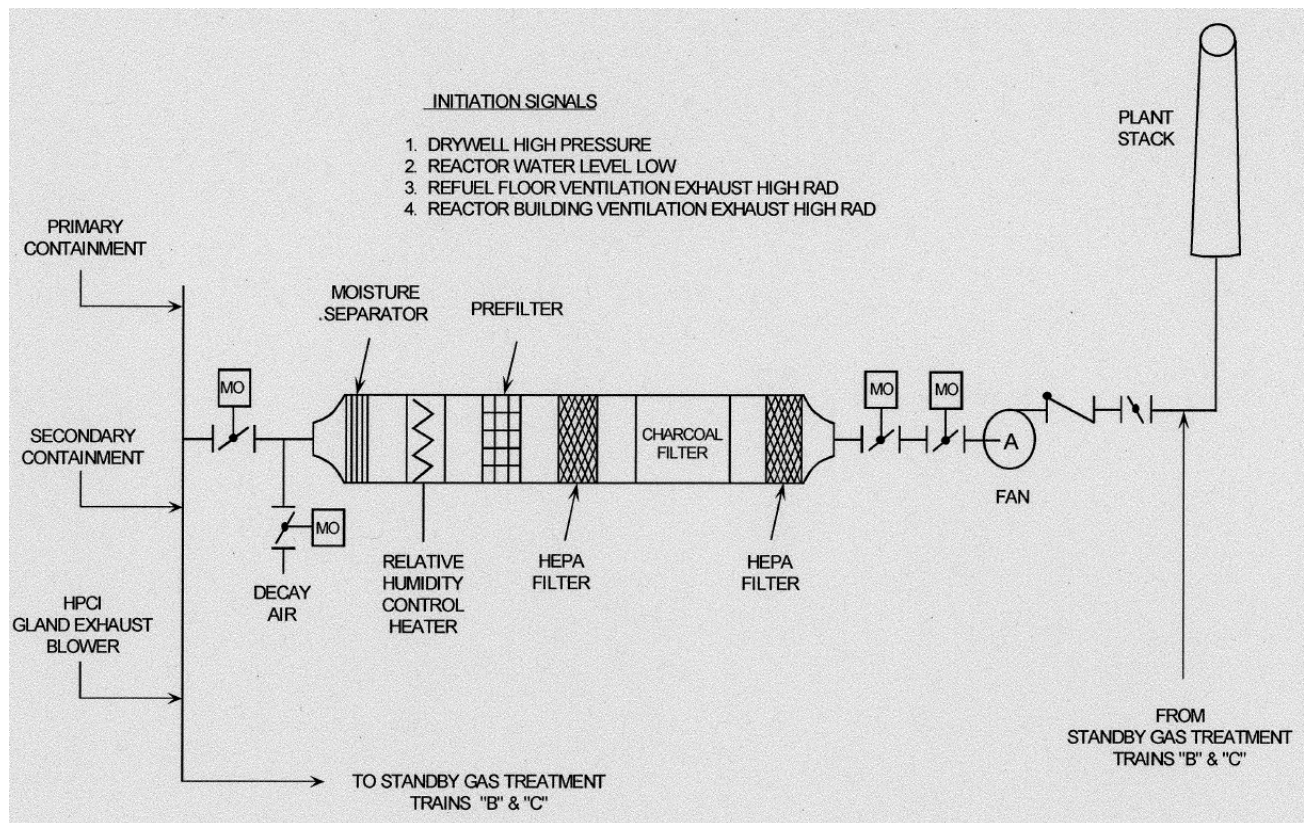 INITIATION SIGNALS
1. DRYWELL HIGH PRESSURE
2. REACTOR WATER LEVEL LOW
3. REFUEL FLOOR VENTILATION EXHAUST HIGH RAD
4. REACTOR BUILDING VENTILATION EXHAUST HIGH RAD
PLANT
STACK
PRIMARY
CONTAINMENT
MOISTURE
.SEPARATOR
PREFILTER
MO
MO
MO
SECONDARY
CONTAINMENT
CHARCOAL
FILTER
A
FAN
MO
DECAY
AIR
RELATIVE
HUMIDITY
CONTROL
HEATER
HEPA
FILTER
HEPA
FILTER
HPCI
GLAND EXHAUST
BLOWER
FROM
STANDBY GAS TREATMENT
TRAINS "B" & "C"
TO STANDBY GAS TREATMENT
TRAINS "B" & "C"